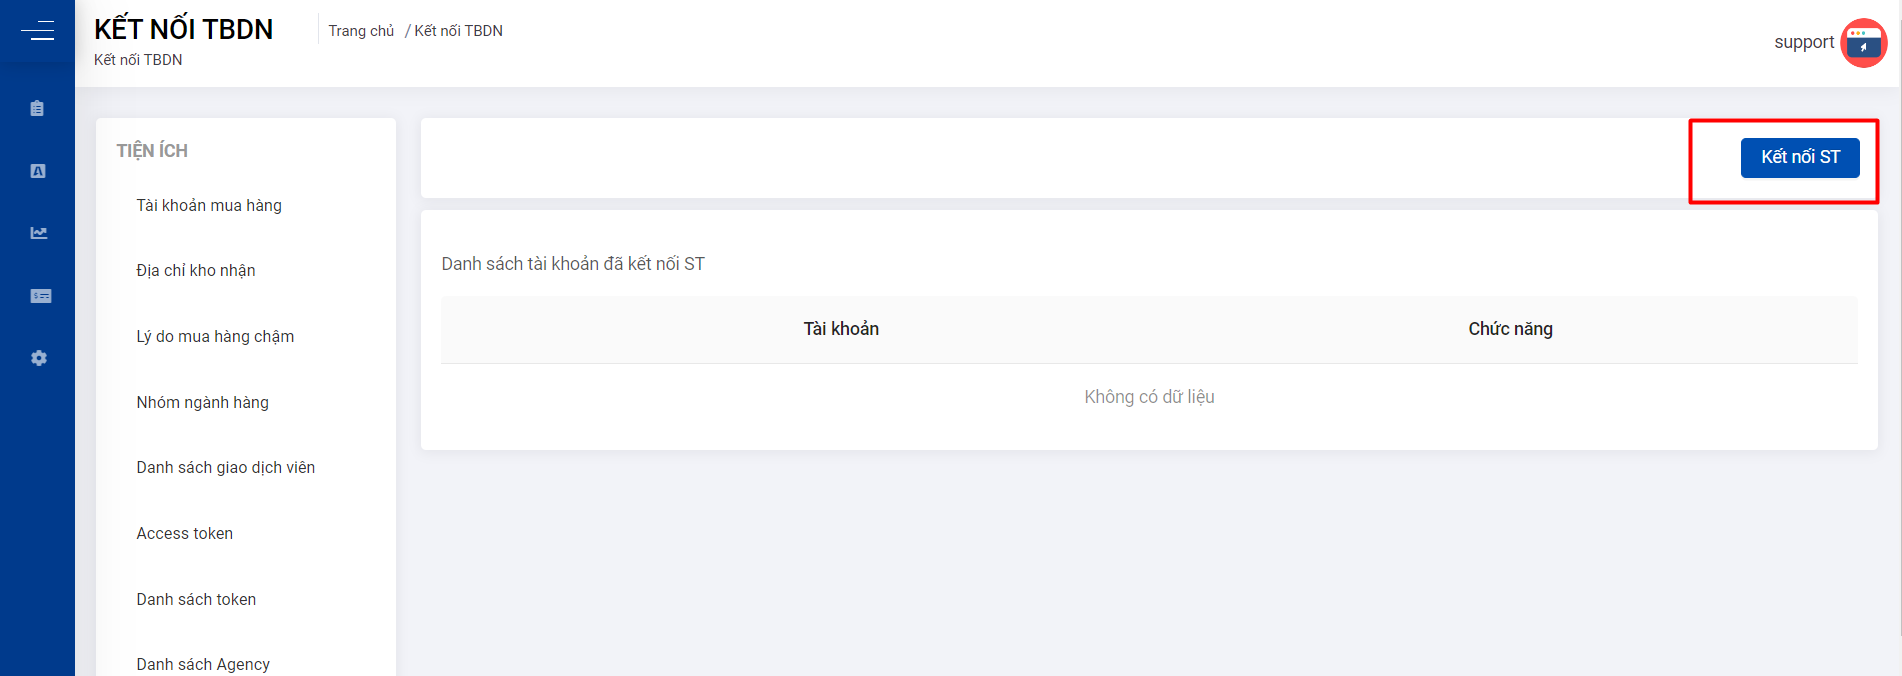 KẾT NỐI TBDN
Trang chủ / Kết nối TBDN
Kết nối TBDN
support
TIỆN ÍCH
Tài khoản mua hàng
Địa chỉ kho nhận
Lý do mua hàng chậm
Nhóm ngành hàng
Danh sách giao dịch viên
Access token
Danh sách token
Danh sách Agency
Kết nối ST
Danh sách tài khoản đã kết nối ST
Tài khoản Chức năng
Không có dữ liệu